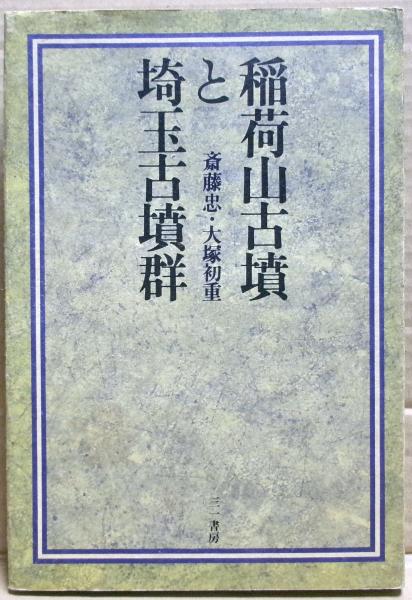 稲荷山古墳
と
埼玉古墳群
斎藤忠・大塚初重
三一書房